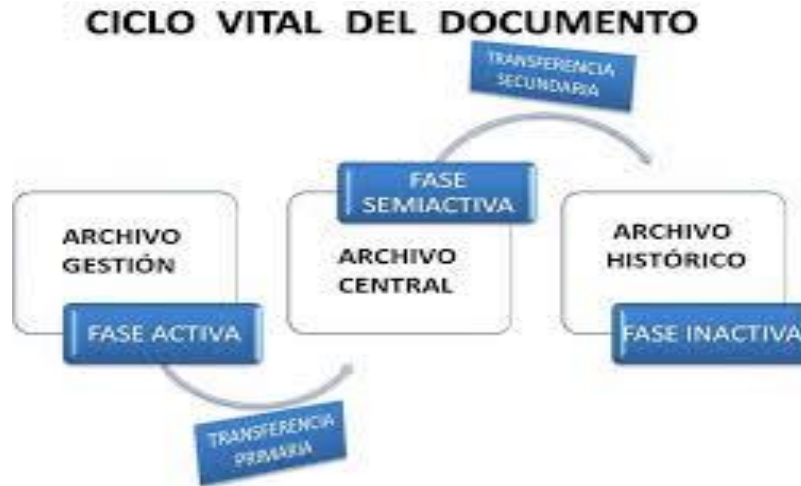 CICLO VITAL DEL DOCUMENTO
TRANSFERENCIA
SECUNDARIA
FASE
SEMIACTIVA
ARCHIVO
GESTIÓN
ARCHIVO
CENTRAL
ARCHIVO
HISTÓRICO
FASE ACTIVA
FASE INACTIVA
TRANSFERENCIA
PRIMARIA